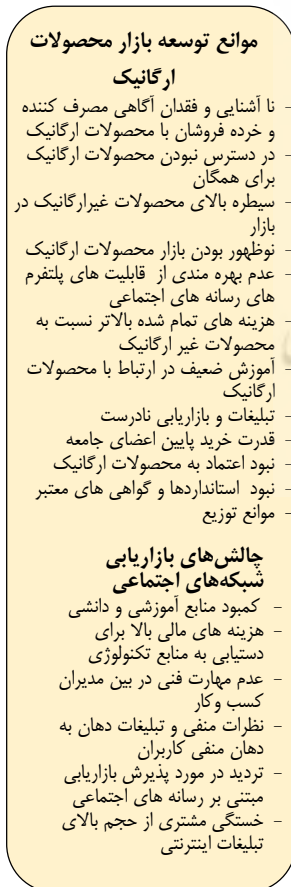 موانع توسعه بازار محصولات
ارگانیک
- نا آشنایی و فقدان آگاهی مصرف کننده
و خرده فروشان با محصولات ارگانیک
- در دسترس نبودن محصولات ارگانیک
برای همگان
- سیطره بالای محصولات غیرارگانیک در
بازار
- نوظهور بودن بازار محصولات ارگانیک
- عدم بهره مندی از قابلیت های پلتفرم
های رسانه های اجتماعی
- هزینه های تمام شده بالاتر نسبت به
محصولات غیر ارگانیک
- آموزش ضعیف در ارتباط با محصولات
ارگانیک
- تبلیغات و بازاریابی نادرست
- قدرت خرید پایین اعضای جامعه
- نبود اعتماد به محصولات ارگانیک
- نبود استانداردها و گواهی های معتبر
- موانع توزیع
چالش‌های بازاریابی
شبکه‌های اجتماعی
- کمبود منابع آموزشی و دانشی
- هزینه های مالی بالا برای
دستیابی به منابع تکنولوژی
- عدم مهارت فنی در بین مدیران
کسب وکار
- نظرات منفی و تبلیغات دهان به
دهان منفی کاربران
- تردید در مورد پذیرش بازاریابی
مبتنی بر رسانه های اجتماعی
- خستگی مشتری از حجم بالای
تبلیغات اینترنتی